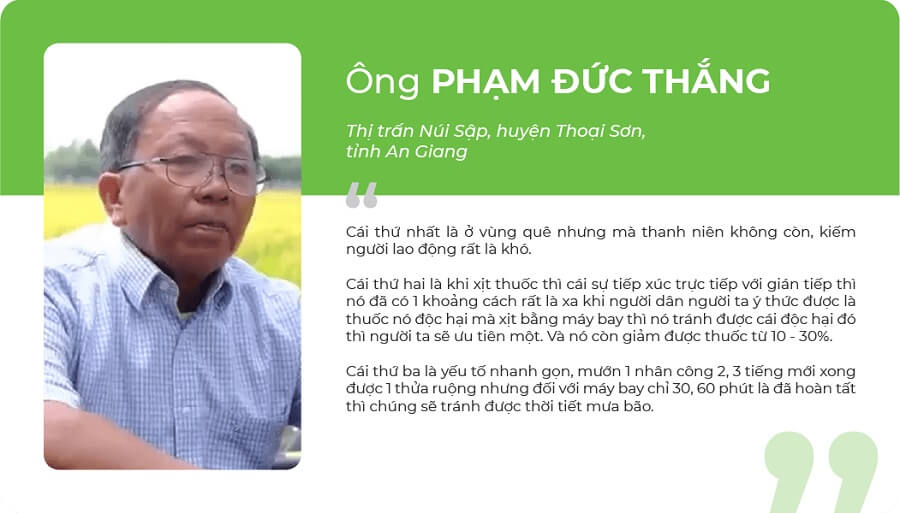 Ông PHẠM ĐỨC THẮNG
Thị trấn Núi Sập, huyện Thoại Sơn,
tỉnh An Giang
“
Cái thứ nhất là ở vùng quê nhưng mà thanh niên không còn, kiếm
người lao động rất là khó.
Cái thứ hai là khi xịt thuốc thì cái sự tiếp xúc trực tiếp với gián tiếp thì
nó đã có 1 khoảng cách rất là xa khi người dân người ta ý thức được là
thuốc nó độc hại mà xịt bằng máy bay thì nó tránh được cái độc hại đó
thì người ta sẽ ưu tiên một. Và nó còn giảm được thuốc từ 10 - 30%.
Cái thứ ba là yếu tố nhanh gọn, mướn 1 nhân công 2, 3 tiếng mới xong
được 1 thửa ruộng nhưng đối với máy bay chỉ 30, 60 phút là đã hoàn tất
thì chúng sẽ tránh được thời tiết mưa bão.
”